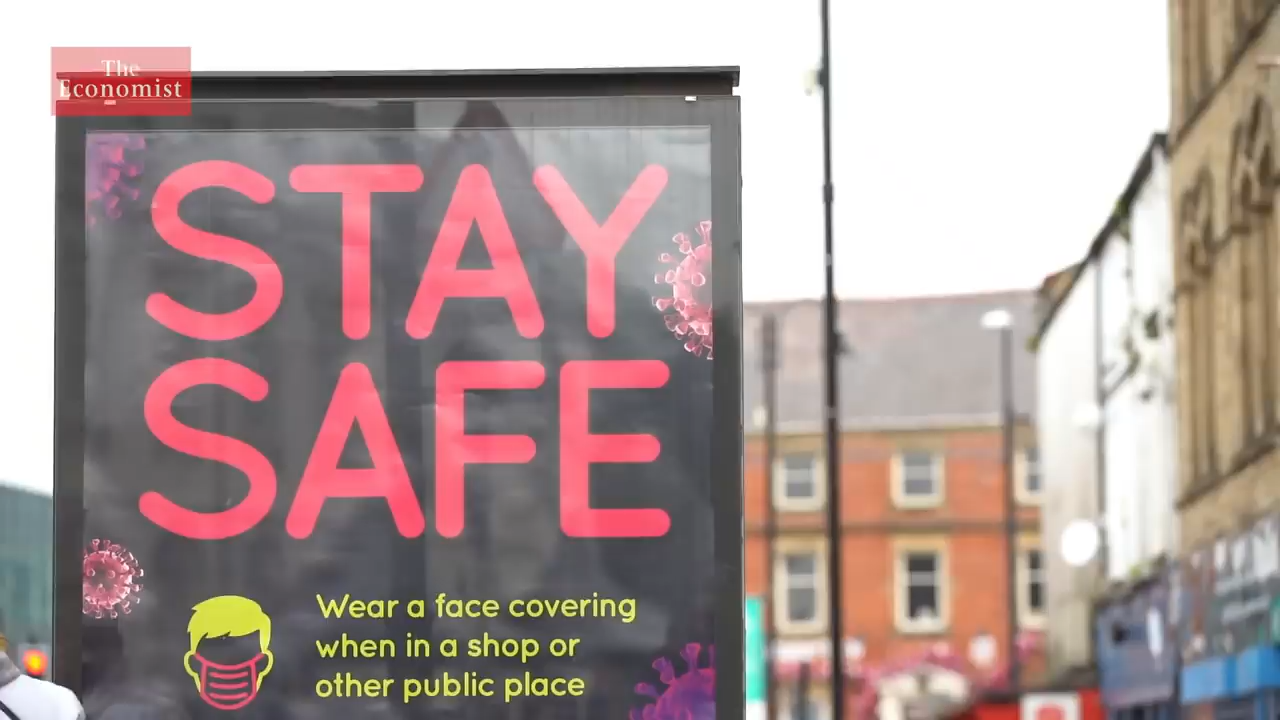 The
Economist
STAY
SAFE
Wear a face covering
when in a shop or
other public place